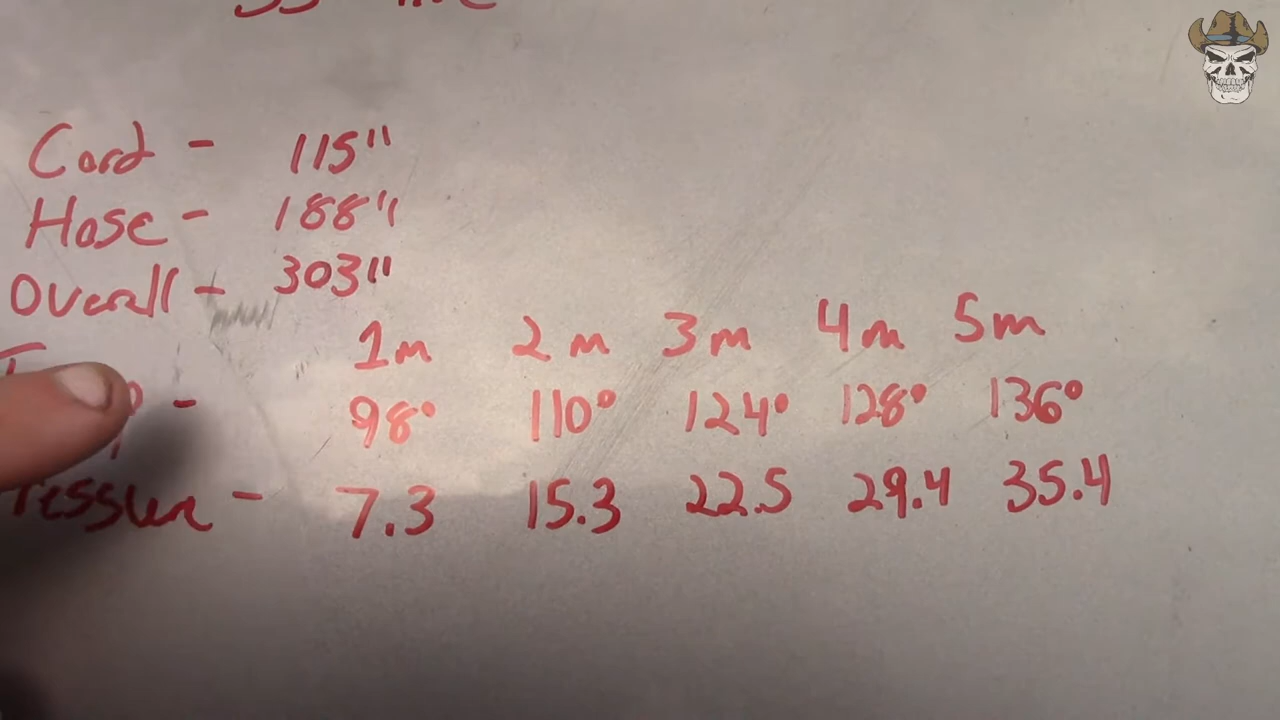 Cord - 115"
Hose - 188"
Overall - 303"
1m 2m 3m 4m 5m
- 98° 110° 124° 128° 136°
Pressure - 7.3 15.3 22.5 29.4 35.4